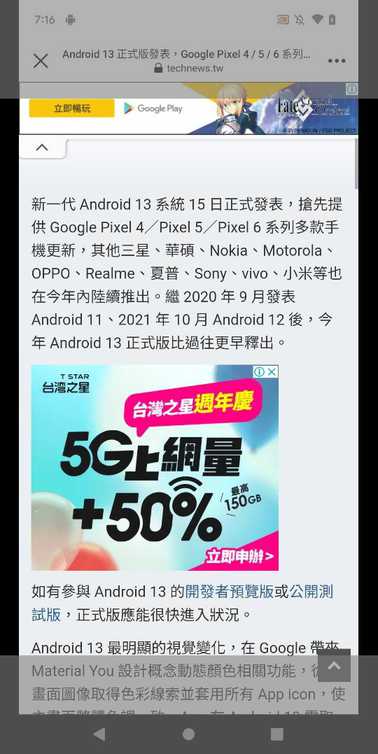 7:16
Android 13 正式版發表，Google Pixel 4 / 5 / 6 系列...
technews.tw
立即暢玩
Google Play
Fate
新一代 Android 13 系統 15 日正式發表，搶先提
供 Google Pixel 4／Pixel 5／Pixel 6 系列多款手
機更新，其他三星、華碩、Nokia、Motorola、
OPPO、Realme、夏普、Sony、vivo、小米等也
在今年內陸續推出。繼 2020 年 9 月發表
Android 11、2021 年 10 月 Android 12 後，今
年 Android 13 正式版比過往更早釋出。
T STAR
台灣之星
台灣之星週年慶
5G上網量
+50%
最高
150GB
立即申辦>
如有參與 Android 13 的開發者預覽版或公開測
試版，正式版應能很快進入狀況。
Android 13 最明顯的視覺變化，在 Google 帶來
Material You 設計概念動態顏色相關功能，從
畫面圖像取得色彩線索並套用所有 App icon，使